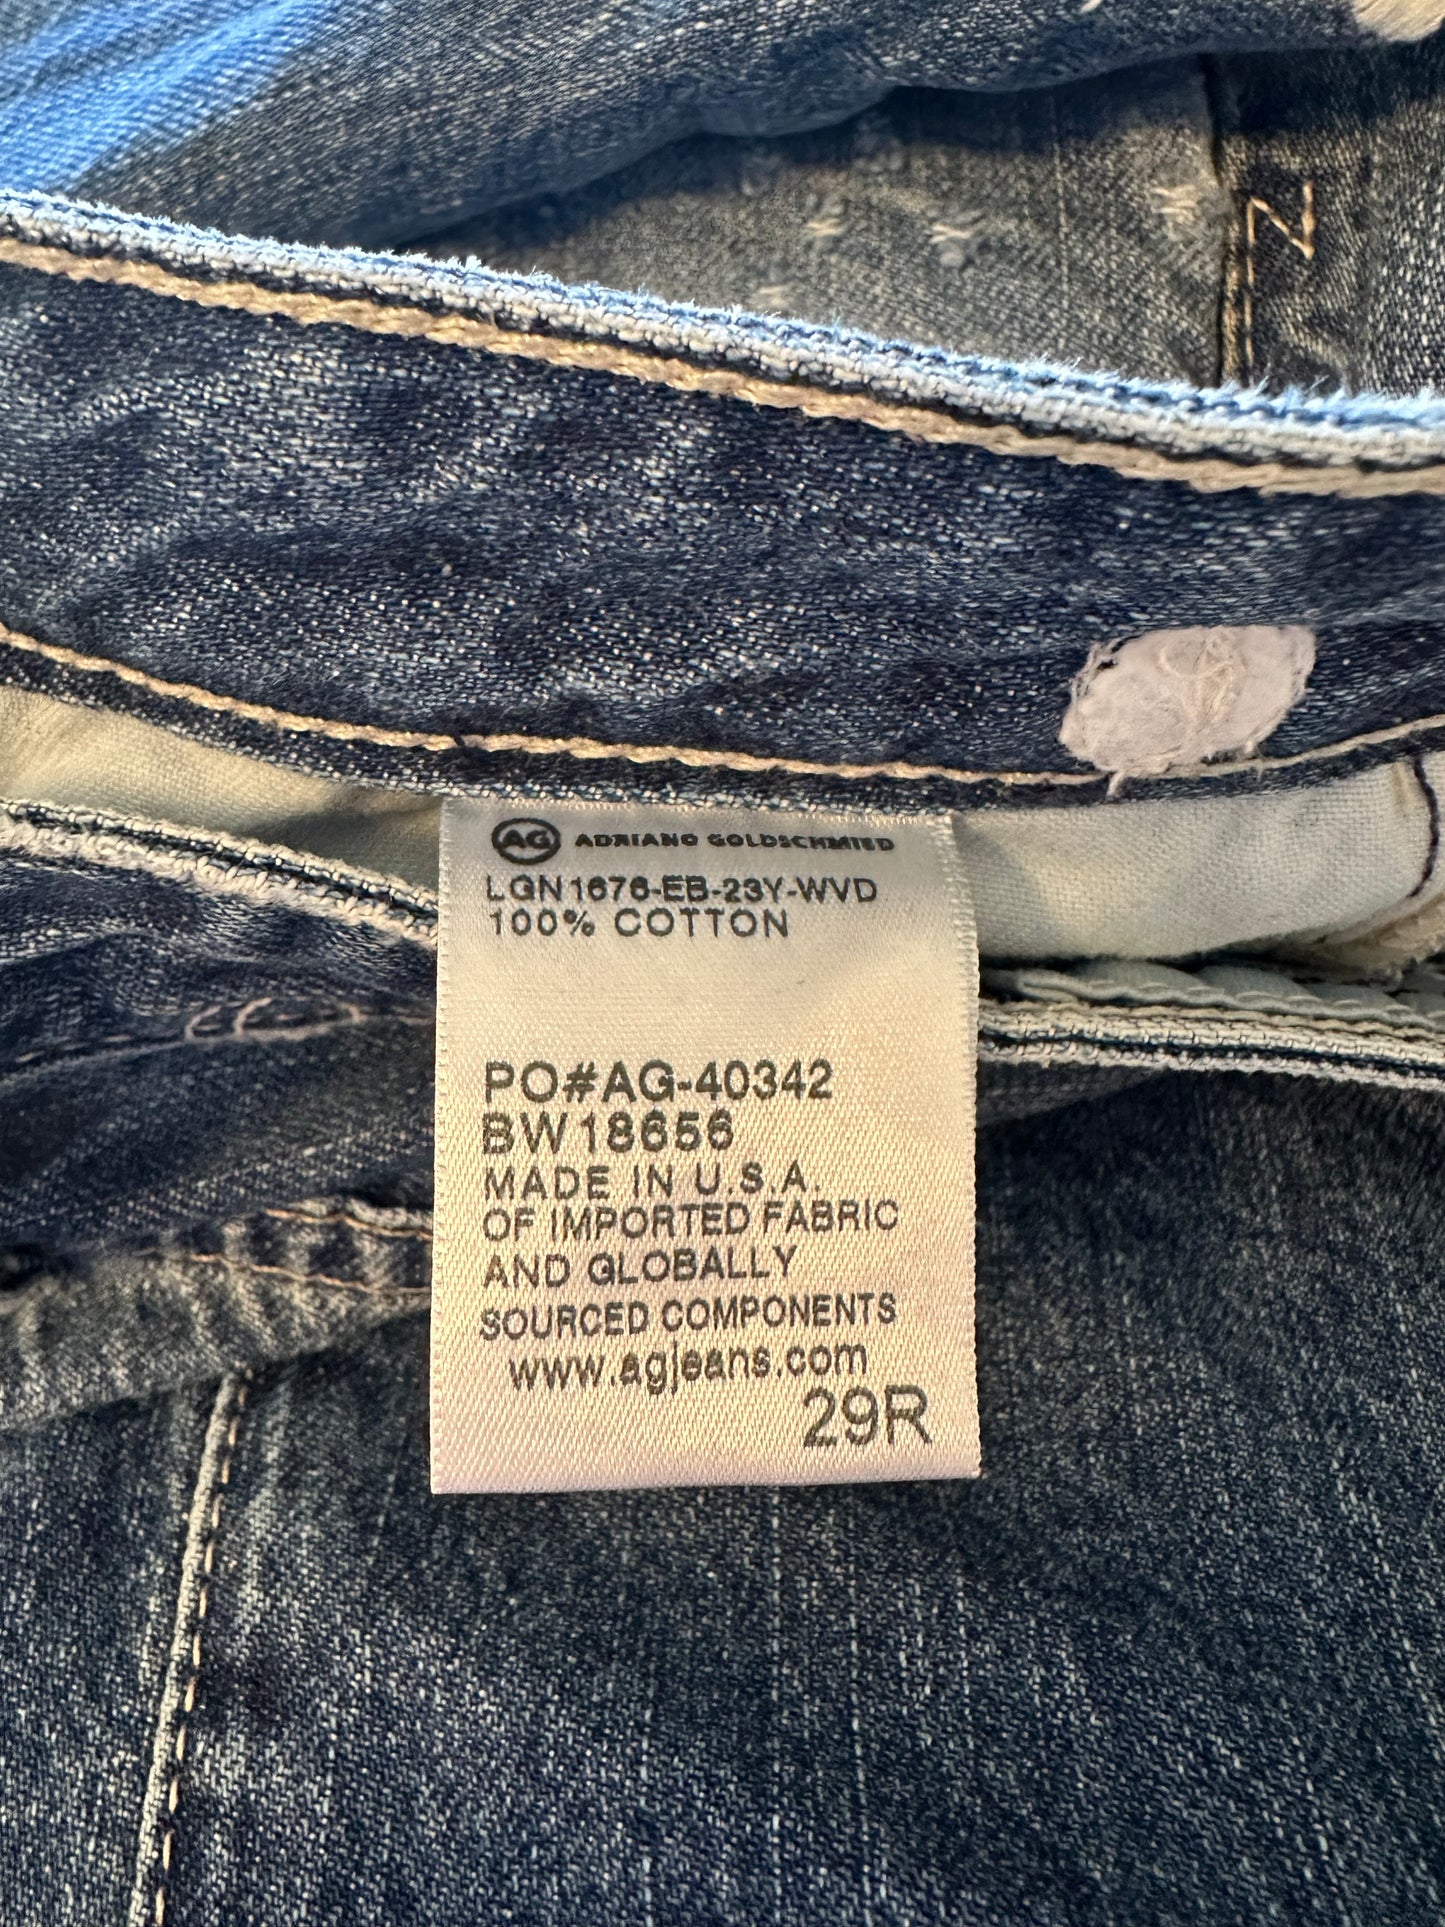 AG ADRIANO GOLDSCHMIED
LGN1676-EB-23Y-WVD
100% COTTON
PO#AG-40342
BW18656
MADE IN U.S.A.
OF IMPORTED FABRIC
AND GLOBALLY
SOURCED COMPONENTS
www.agjeans.com
29R